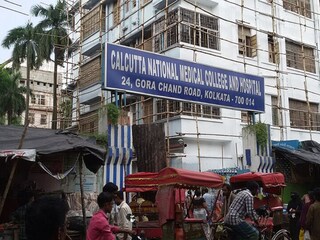 CALCUTTA NATIONAL MEDICAL COLLEGE AND HOSPITAL
24, GORA CHAND ROAD, KOLKATA - 700 014